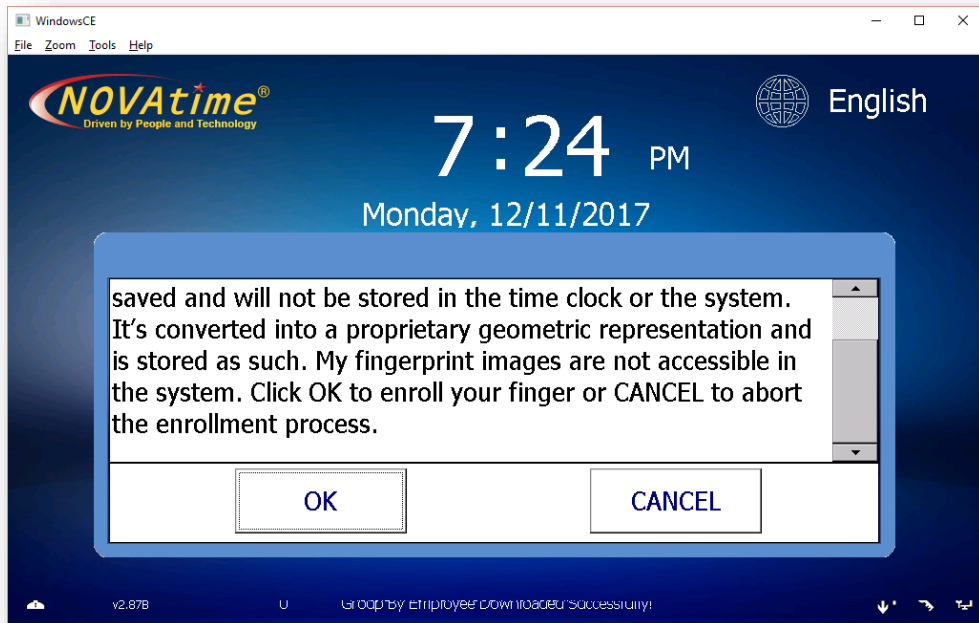 WindowsCE
File Zoom Tools Help
NOVAtime®
Driven by People and Technology
English
7:24 PM
Monday, 12/11/2017
saved and will not be stored in the time clock or the system.
It's converted into a proprietary geometric representation and
is stored as such. My fingerprint images are not accessible in
the system. Click OK to enroll your finger or CANCEL to abort
the enrollment process.
OK CANCEL
v2.87B Group By Employee Downloaded Successfully!